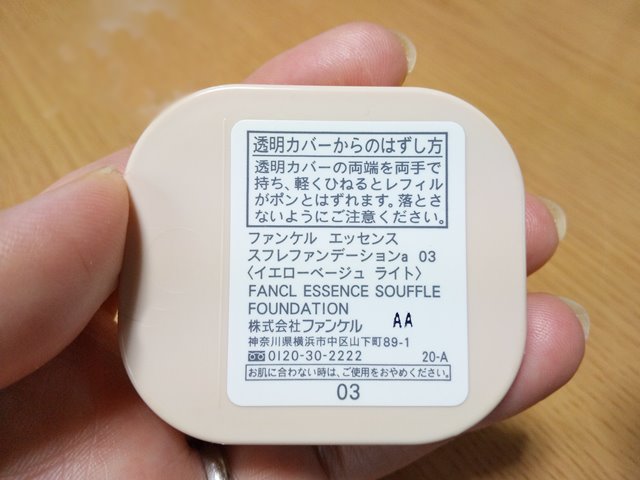 透明カバーからのはずし方
透明カバーの両端を両手で
持ち、軽くひねるとレフィル
がポンとはずれます。落とさ
ないようにご注意ください。
ファンケル エッセンス
スフレファンデーションa 03
〈イエローベージュ ライト〉
FANCL ESSENCE SOUFFLE
FOUNDATION
株式会社ファンケル AA
神奈川県横浜市中区山下町89-1
0120-30-2222 20-A
お肌に合わない時は、ご使用をおやめください。
03